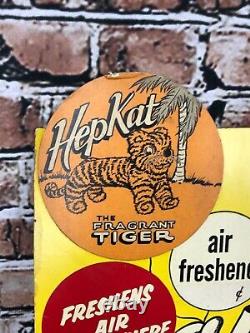 HepKat
THE
FRAGRANT
TIGER
air
freshene
¢
FRESHENS
AIR